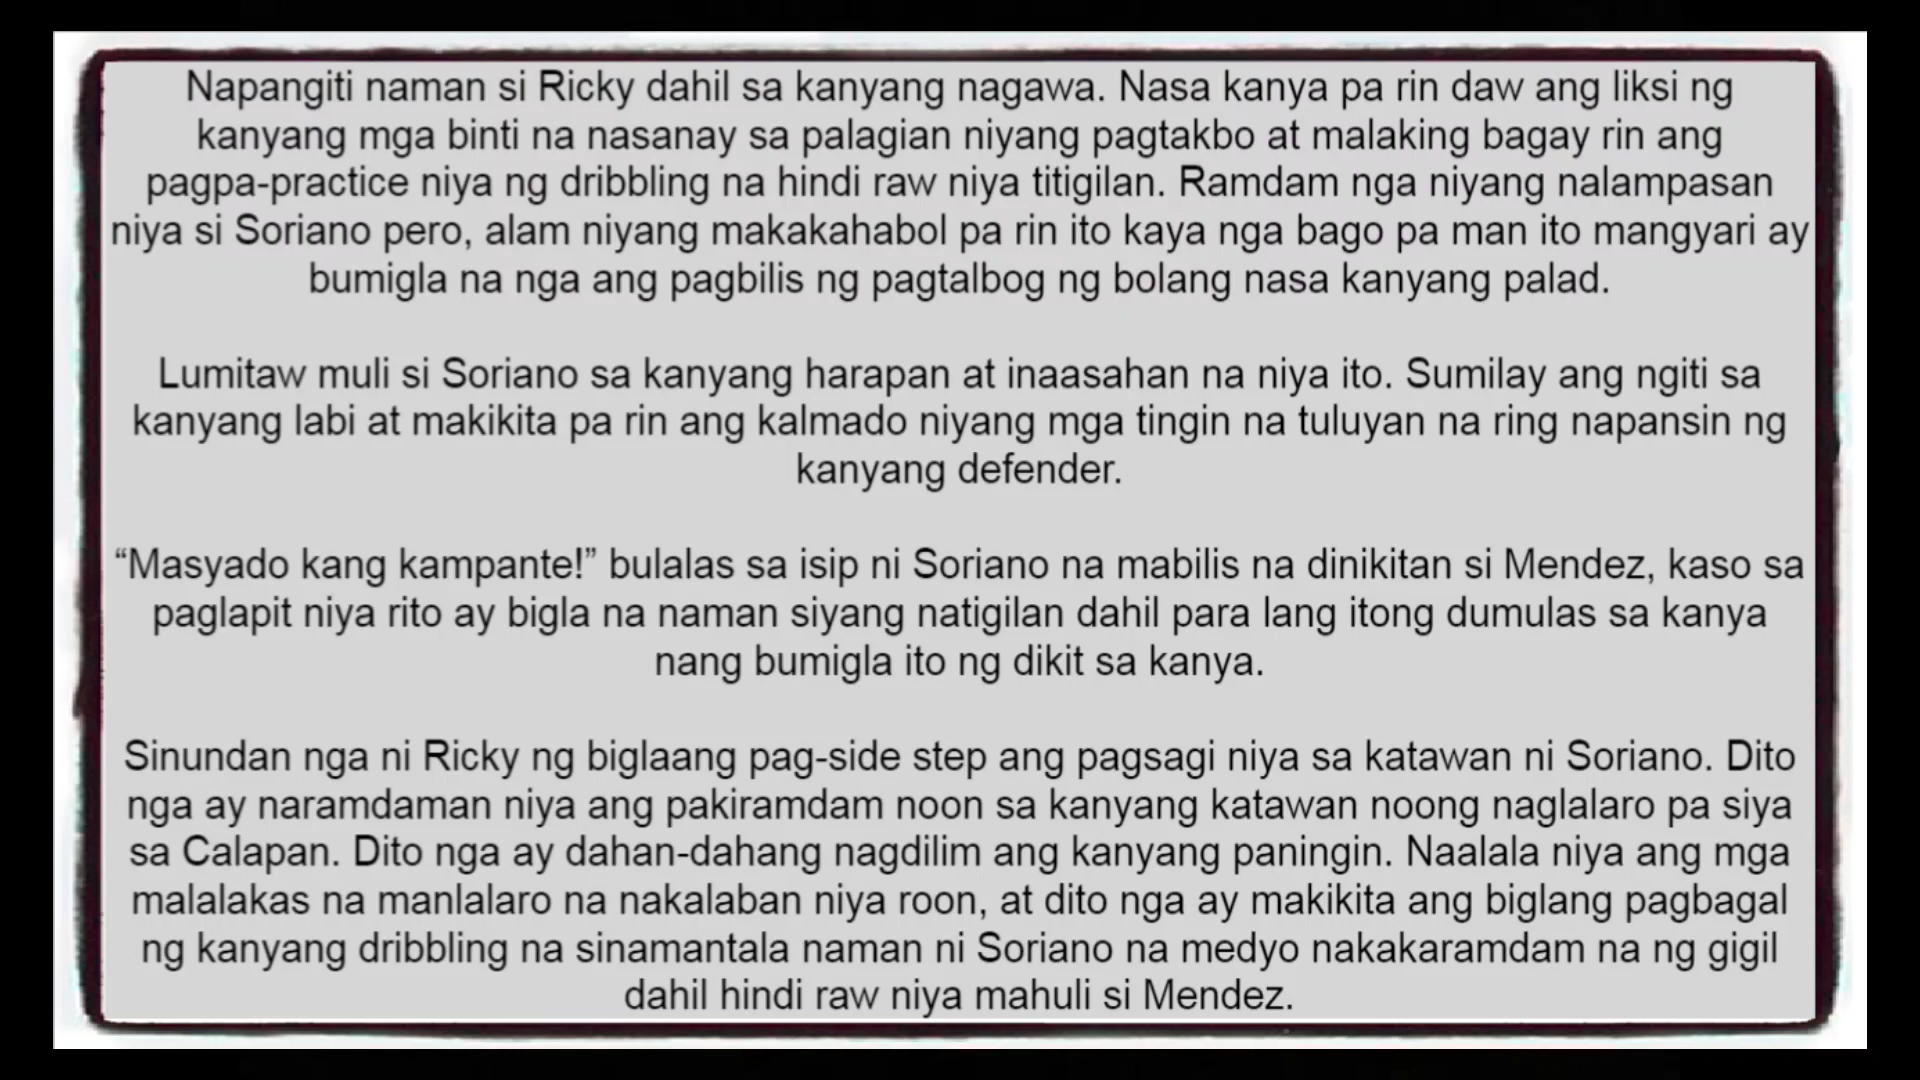 Napangiti naman si Ricky dahil sa kanyang nagawa. Nasa kanya pa rin daw ang liksi ng
kanyang mga binti na nasanay sa palagian niyang pagtakbo at malaking bagay rin ang
pagpa-practice niya ng dribbling na hindi raw niya titigilan. Ramdam nga niyang nalampasan
niya si Soriano pero, alam niyang makakahabol pa rin ito kaya nga bago pa man ito mangyari ay
bumigla na nga ang pagbilis ng pagtalbog ng bolang nasa kanyang palad.
Lumitaw muli si Soriano sa kanyang harapan at inaasahan na niya ito. Sumilay ang ngiti sa
kanyang labi at makikita pa rin ang kalmado niyang mga tingin na tuluyan na ring napansin ng
kanyang defender.
“Masyado kang kampante!” bulalas sa isip ni Soriano na mabilis na dinikitan si Mendez, kaso sa
paglapit niya rito ay bigla na naman siyang natigilan dahil para lang itong dumulas sa kanya
nang bumigla ito ng dikit sa kanya.
Sinundan nga ni Ricky ng biglaang pag-side step ang pagsagi niya sa katawan ni Soriano. Dito
nga ay naramdaman niya ang pakiramdam noon sa kanyang katawan noong naglalaro pa siya
sa Calapan. Dito nga ay dahan-dahang nagdilim ang kanyang paningin. Naalala niya ang mga
malalakas na manlalaro na nakalaban niya roon, at dito nga ay makikita ang biglang pagbagal
ng kanyang dribbling na sinamantala naman ni Soriano na medyo nakakaramdam na ng gigil
dahil hindi raw niya mahuli si Mendez.